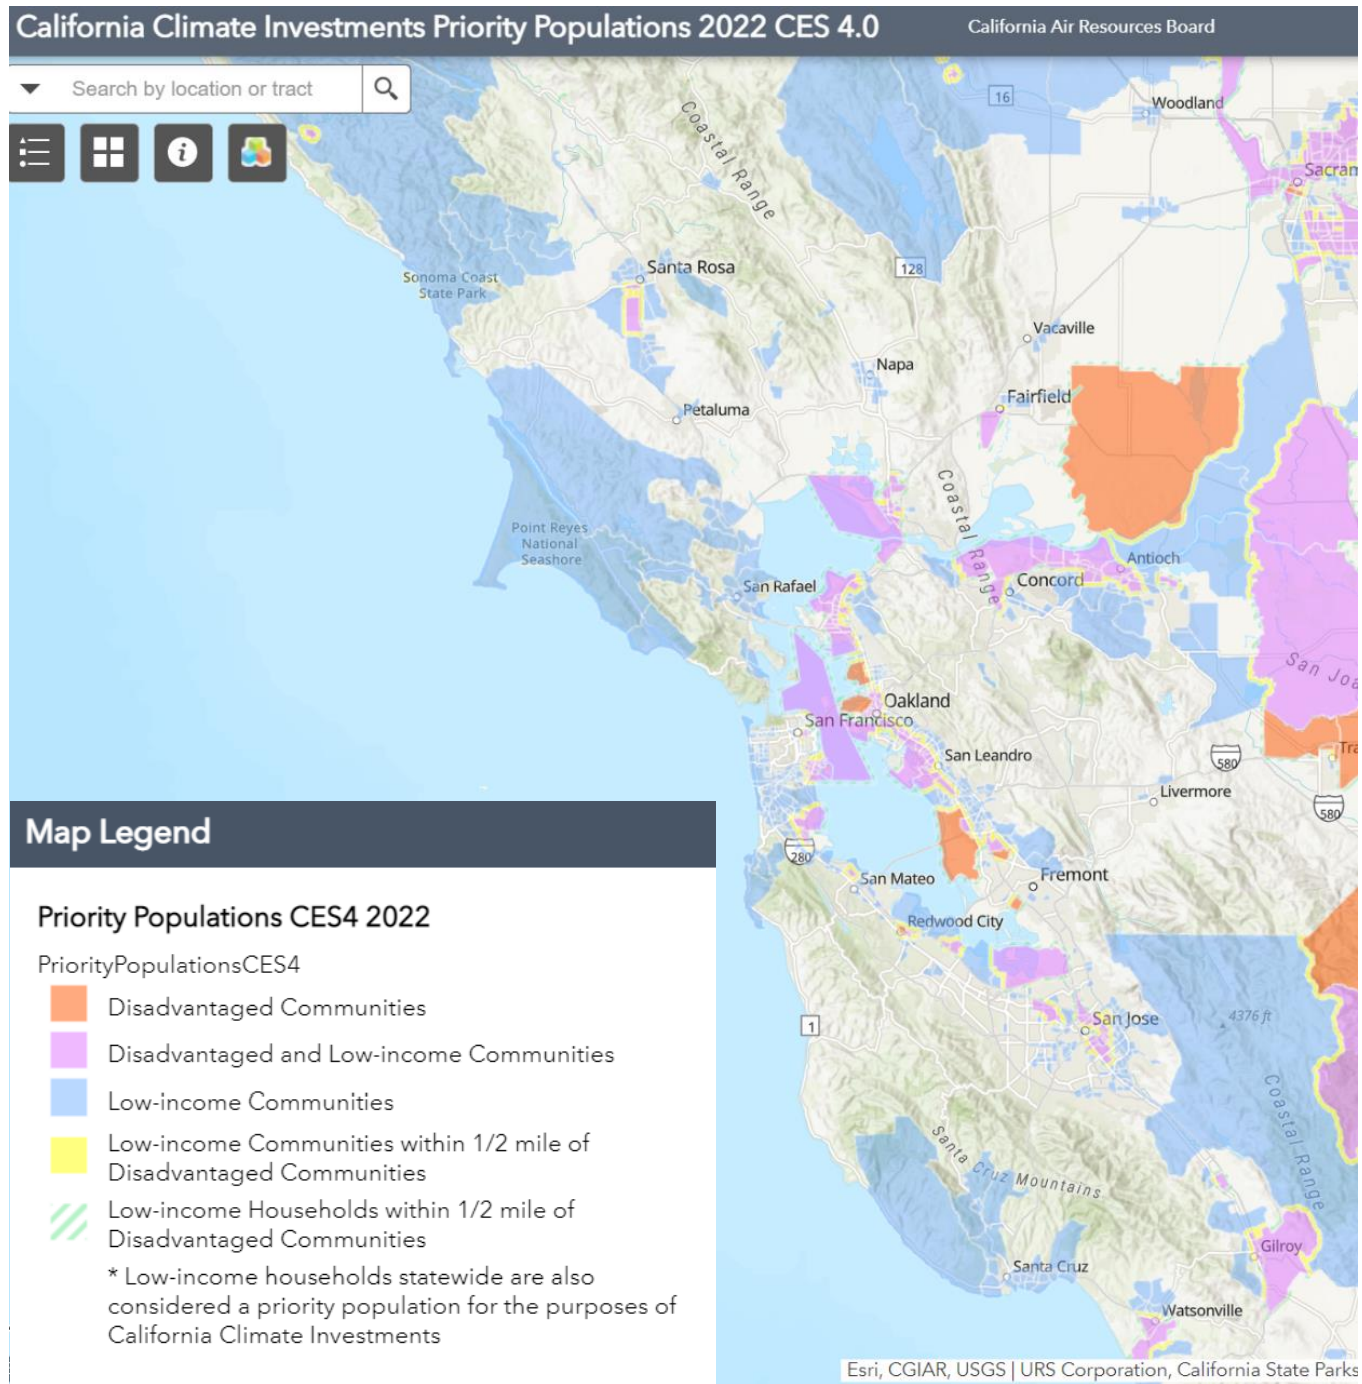 California Climate Investments Priority Populations 2022 CES 4.0
California Air Resources Board
Search by location or tract
Coastal Range
16
Woodland
Sonoma Coast
State Park
Santa Rosa
128
Vacaville
Napa
Fairfield
Petaluma
Coastal Range
Point Reyes
National
Seashore
Antioch
San Rafael
Concord
Oakland
San Francisco
San Leandro
580
Livermore
580
280
San Mateo
Fremont
Redwood City
1
San Jose
4376 ft
Coastal Range
Santa Cruz Mountains
Gilroy
Santa Cruz
Watsonville
Map Legend
Priority Populations CES4 2022
PriorityPopulationsCES4
Disadvantaged Communities
Disadvantaged and Low-income Communities
Low-income Communities
Low-income Communities within 1/2 mile of
Disadvantaged Communities
Low-income Households within 1/2 mile of
Disadvantaged Communities
* Low-income households statewide are also
considered a priority population for the purposes of
California Climate Investments
Esri, CGIAR, USGS | URS Corporation, California State Parks